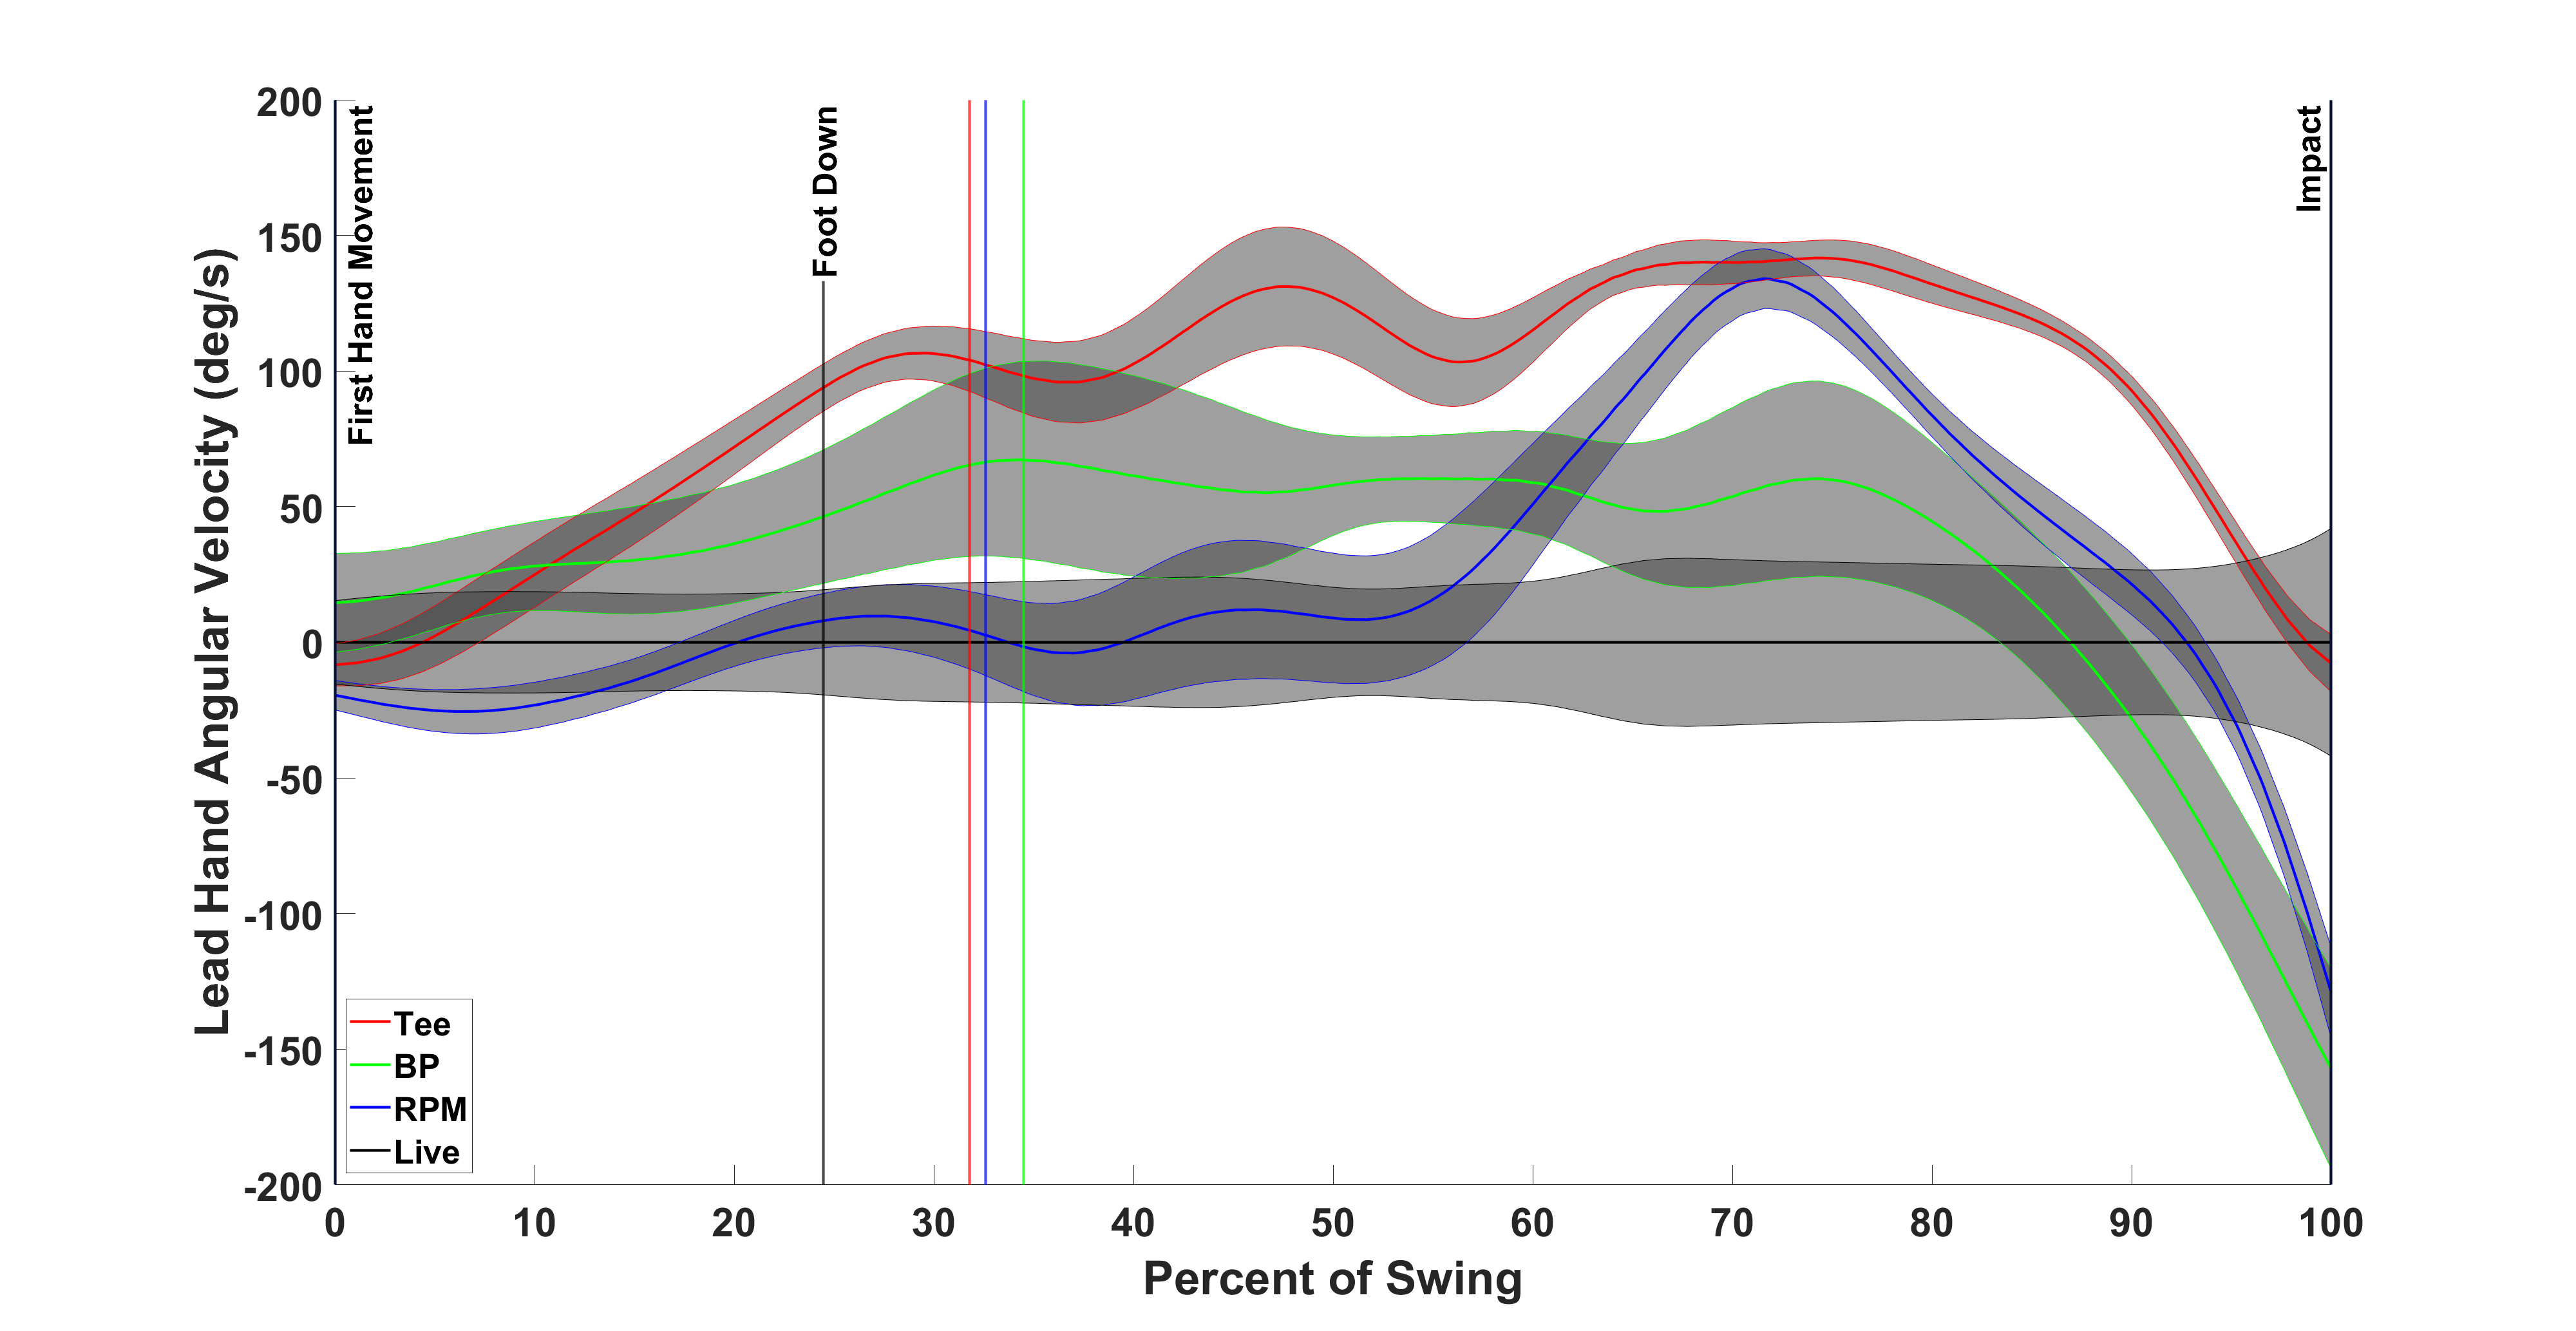 200
150
100
50
0
-50
-100
-150
-200
Lead Hand Angular Velocity (deg/s)
First Hand Movement
Foot Down
Impact
Tee
BP
RPM
Live
0 10 20 30 40 50 60 70 80 90 100
Percent of Swing